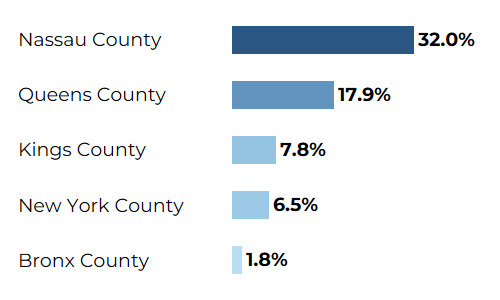 Nassau County 32.0%
Queens County 17.9%
Kings County 7.8%
New York County 6.5%
Bronx County 1.8%